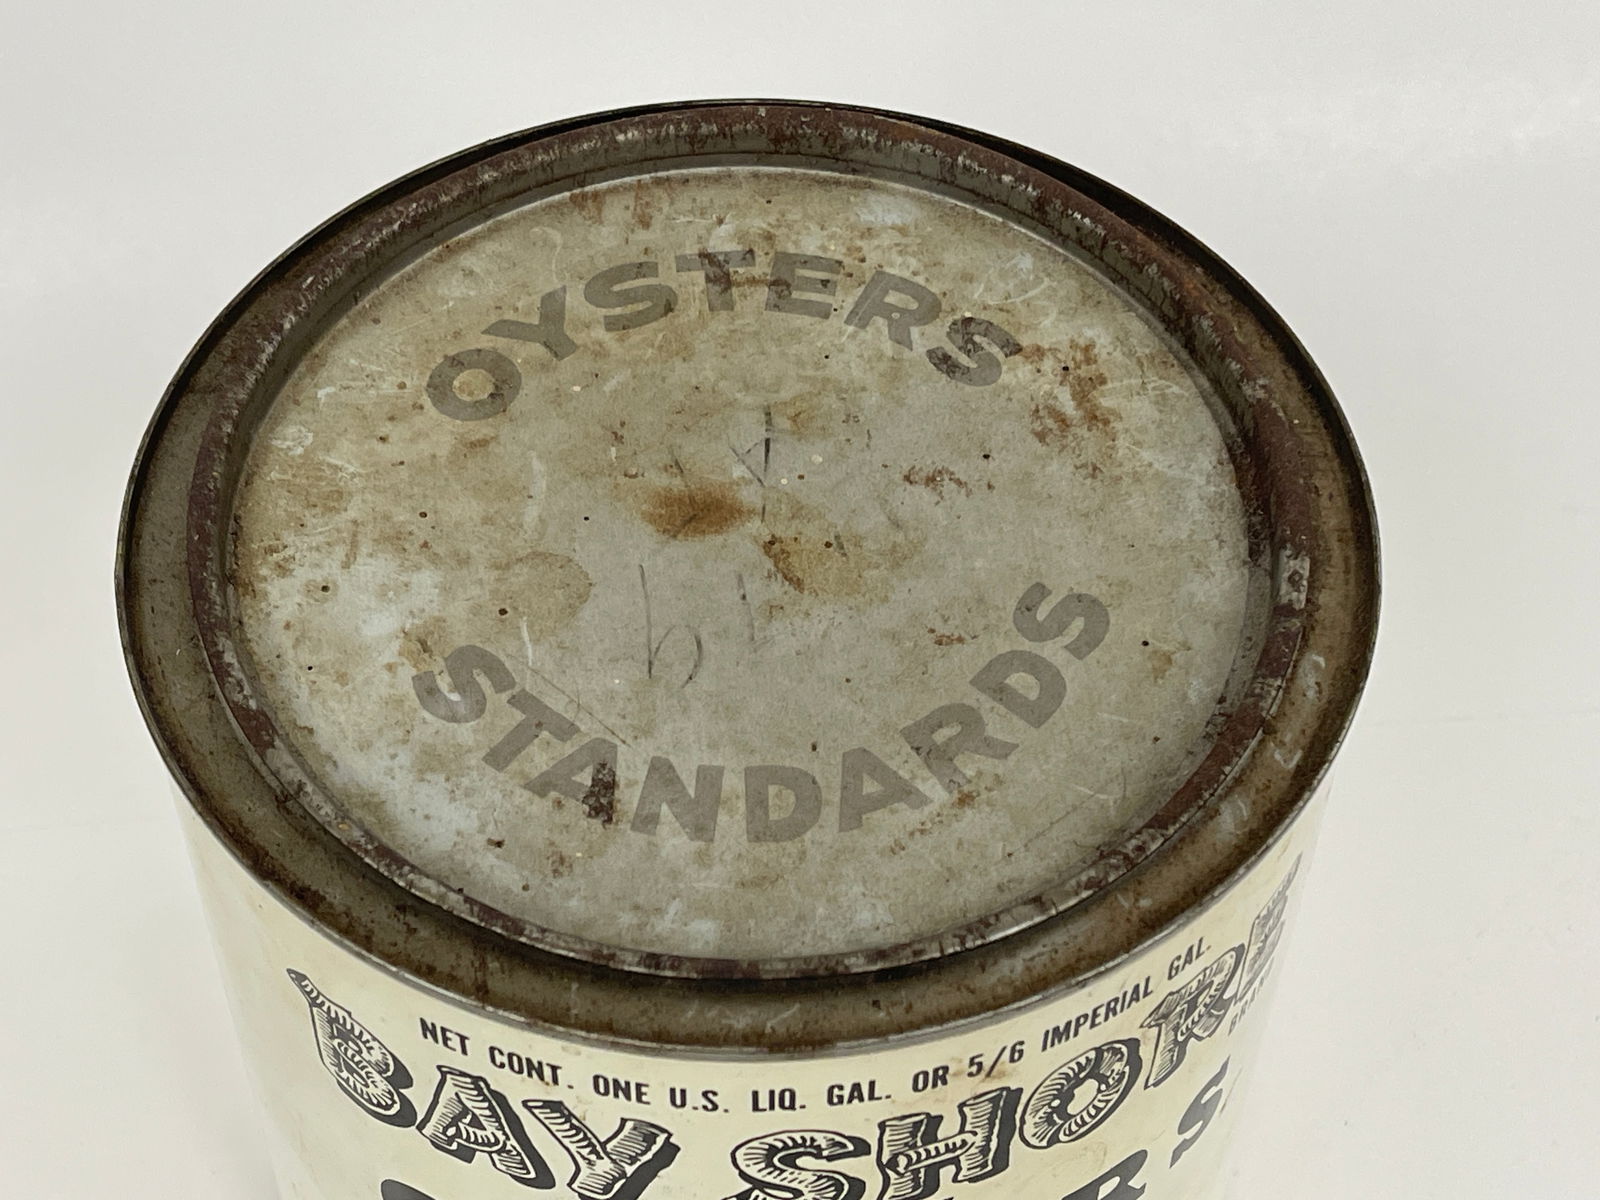 OYSTERS
STANDARDS
NET CONT. ONE U.S. LIQ. GAL. OR 5/6 IMPERIAL GAL.
BAY SHORE